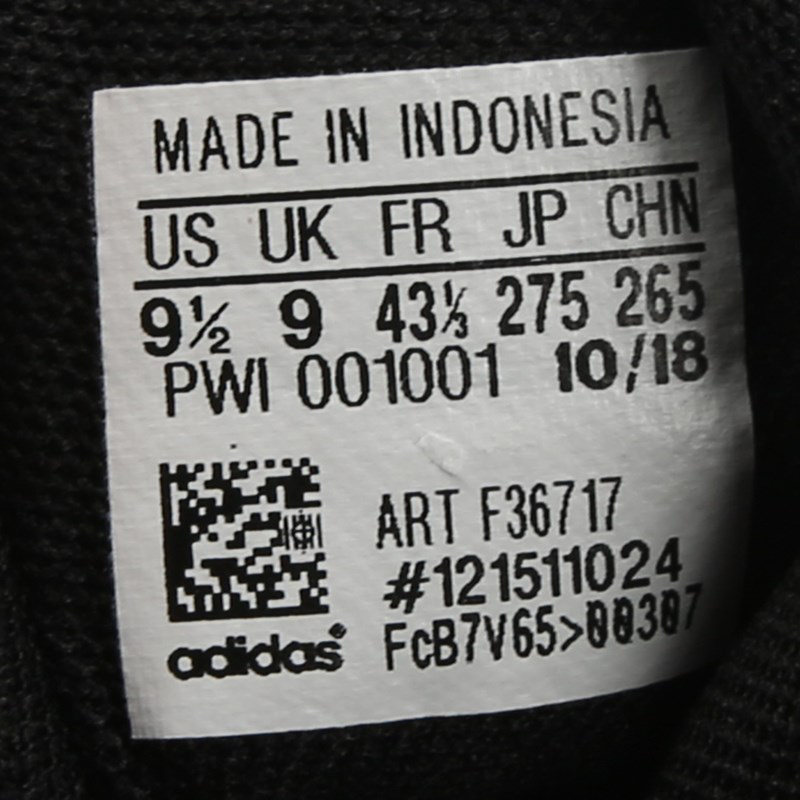 MADE IN INDONESIA
US UK FR JP CHN
9½ 9 43⅓ 275 265
PWI 001001 10/18
ART F36717
#121511024
FcB7V65>00307
adidas